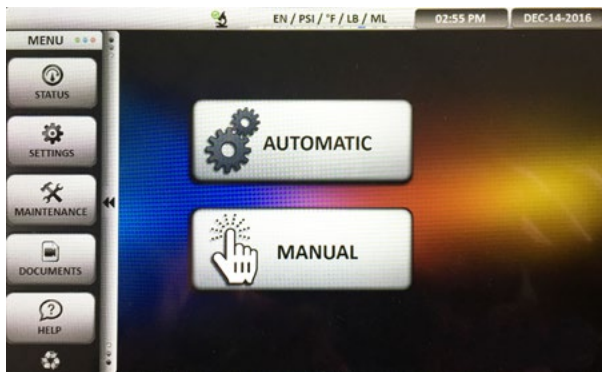 EN / PSI / °F / LB / ML
02:55 PM
DEC-14-2016
MENU
STATUS
SETTINGS
MAINTENANCE
DOCUMENTS
HELP
AUTOMATIC
MANUAL